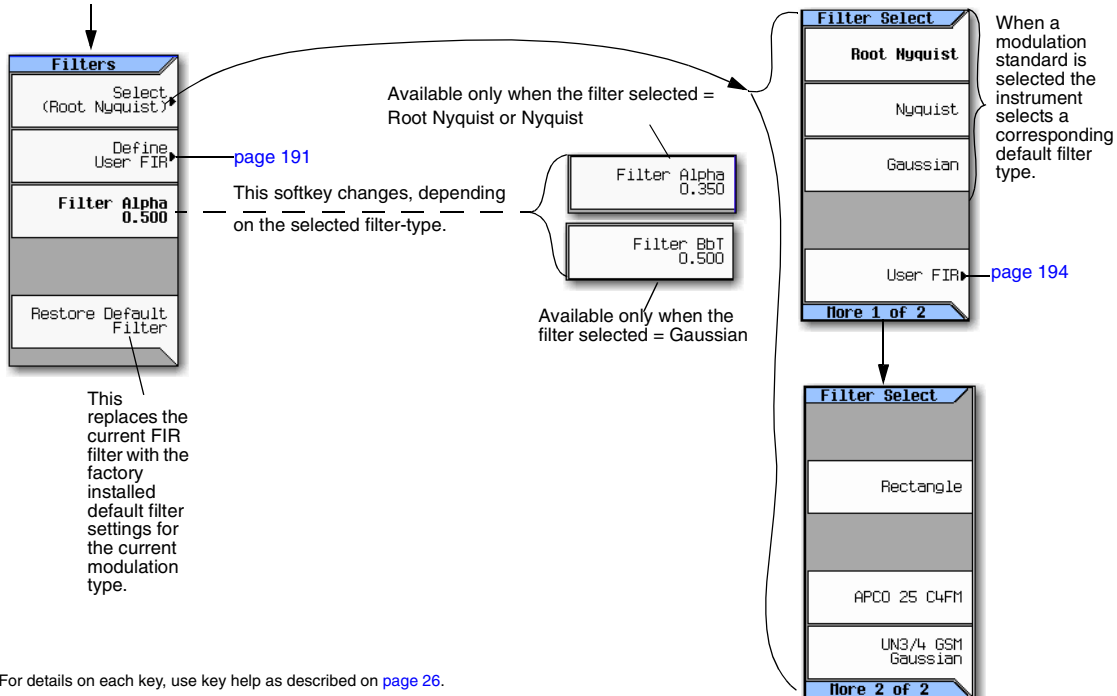 Filters
Select
(Root Nyquist)
Define
User FIR
page 191
Filter Alpha
0.500
Restore Default
Filter
This
replaces the
current FIR
filter with the
factory
installed
default filter
settings for
the current
modulation
type.
This softkey changes, depending
on the selected filter-type.
Available only when the filter selected =
Root Nyquist or Nyquist
Filter Alpha
0.350
Filter BbT
0.500
Available only when the
filter selected = Gaussian
Filter Select
Root Nyquist
Nyquist
Gaussian
User FIR
page 194
More 1 of 2
When a
modulation
standard is
selected the
instrument
selects a
corresponding
default filter
type.
Filter Select
Rectangle
APCO 25 C4FM
UN3/4 GSM
Gaussian
More 2 of 2
For details on each key, use key help as described on page 26.